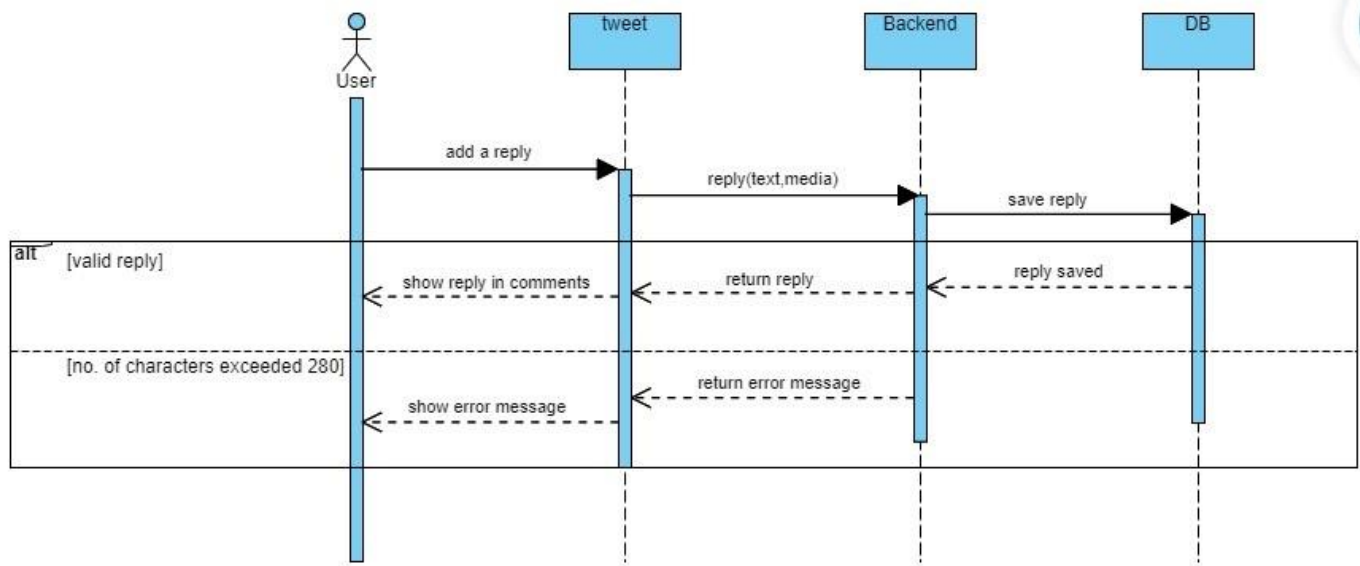 User
tweet
Backend
DB
add a reply
reply(text,media)
save reply
alt
[valid reply]
show reply in comments
return reply
reply saved
[no. of characters exceeded 280]
return error message
show error message